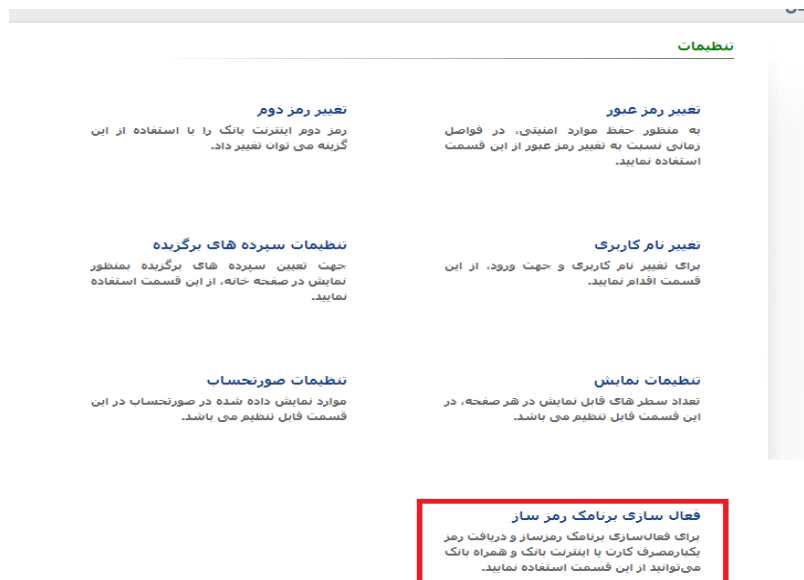 تنظیمات
تغییر رمز عبور
به منظور حفظ موارد امنیتی، در فواصل
زمانی نسبت به تغییر رمز عبور از این قسمت
استفاده نمایید.
تغییر رمز دوم
رمز دوم اینترنت بانک را با استفاده از این
گزینه می توان تغییر داد.
تغییر نام کاربری
برای تغییر نام کاربری و جهت ورود، از این
قسمت اقدام نمایید.
تنظیمات سپرده های برگزیده
جهت تعیین سپرده های برگزیده بمنظور
نمایش در صفحه خانه، از این قسمت استفاده
نمایید.
تنظیمات نمایش
تعداد سطر های قابل نمایش در هر صفحه، در
این قسمت قابل تنظیم می باشد.
تنظیمات صورتحساب
موارد نمایش داده شده در صورتحساب در این
قسمت قابل تنظیم می باشد.
فعال سازی برنامک رمز ساز
برای فعال‌سازی برنامک رمزساز و دریافت رمز
یکبارمصرف کارت یا اینترنت بانک و همراه بانک
می‌توانید از این قسمت استفاده نمایید.